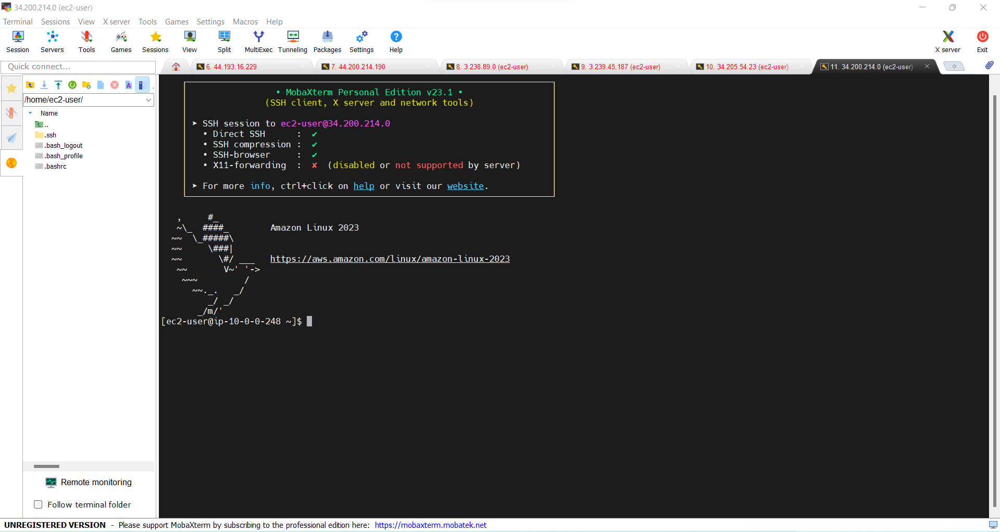 34.200.214.0 (ec2-user)
Terminal Sessions View X server Tools Games Settings Macros Help
Session Servers Tools Games Sessions View Split MultiExec Tunneling Packages Settings Help X server Exit
Quick connect...
6. 44.193.16.229
7. 44.200.214.190
8. 3.238.89.0 (ec2-user)
9. 3.239.45.187 (ec2-user)
10. 34.205.54.23 (ec2-user)
11. 34.200.214.0 (ec2-user)
/home/ec2-user/
Name
..
.ssh
.bash_logout
.bash_profile
.bashrc
Remote monitoring
Follow terminal folder
• MobaXterm Personal Edition v23.1 •
(SSH client, X server and network tools)
➤ SSH session to ec2-user@34.200.214.0
• Direct SSH : ✔
• SSH compression : ✔
• SSH-browser : ✔
• X11-forwarding : ✘ (disabled or not supported by server)
➤ For more info, ctrl+click on help or visit our website.
   ,     #_
   ~\_  ####_        Amazon Linux 2023
  ~~  \_#####\
  ~~     \###|
  ~~       \#/ ___   https://aws.amazon.com/linux/amazon-linux-2023
   ~~       V~' '->
    ~~~         /
      ~~._.   _/
         _/ _/
       _/m/'
[ec2-user@ip-10-0-0-248 ~]$
UNREGISTERED VERSION - Please support MobaXterm by subscribing to the professional edition here: https://mobaxterm.mobatek.net